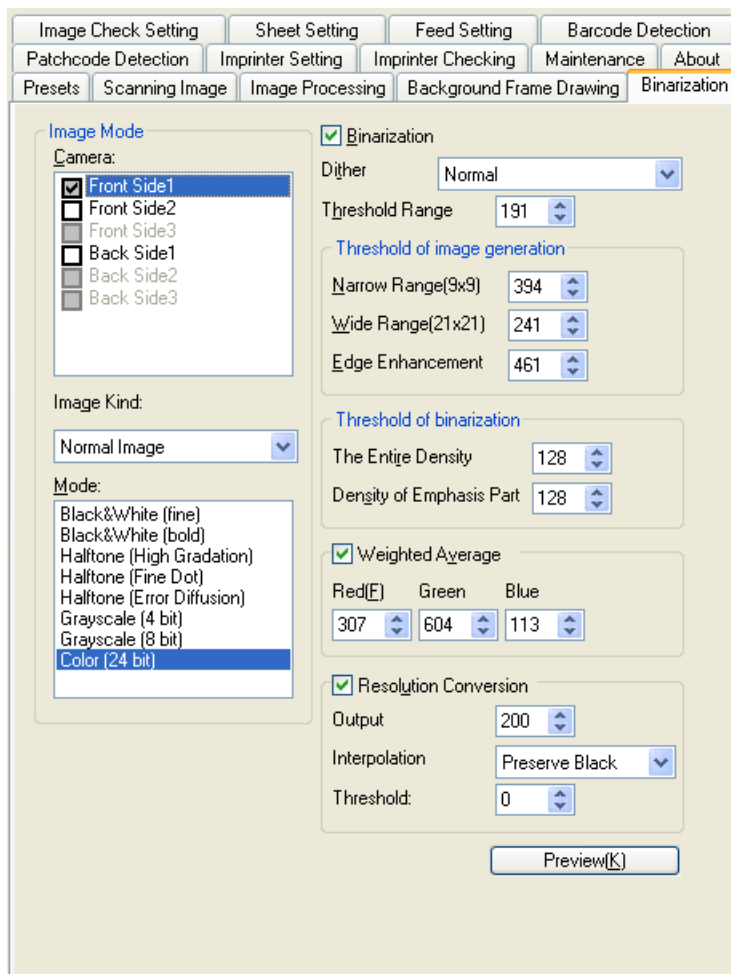 Image Check Setting Sheet Setting Feed Setting Barcode Detection
Patchcode Detection Imprinter Setting Imprinter Checking Maintenance About
Presets Scanning Image Image Processing Background Frame Drawing Binarization
Image Mode
Camera:
Front Side1
Front Side2
Front Side3
Back Side1
Back Side2
Back Side3
Image Kind:
Normal Image
Mode:
Black&White (fine)
Black&White (bold)
Halftone (High Gradation)
Halftone (Fine Dot)
Halftone (Error Diffusion)
Grayscale (4 bit)
Grayscale (8 bit)
Color (24 bit)
Binarization
Dither Normal
Threshold Range 191
Threshold of image generation
Narrow Range(9x9) 394
Wide Range(21x21) 241
Edge Enhancement 461
Threshold of binarization
The Entire Density 128
Density of Emphasis Part 128
Weighted Average
Red(F) Green Blue
307 604 113
Resolution Conversion
Output 200
Interpolation Preserve Black
Threshold: 0
Preview(K)